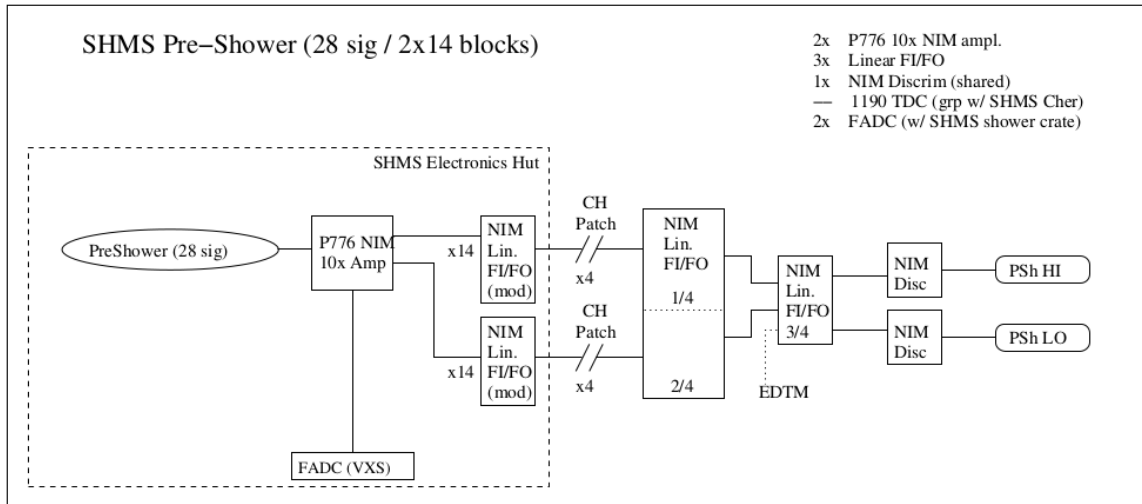 SHMS Pre−Shower (28 sig / 2x14 blocks)
2x P776 10x NIM ampl.
3x Linear FI/FO
1x NIM Discrim (shared)
— 1190 TDC (grp w/ SHMS Cher)
2x FADC (w/ SHMS shower crate)
SHMS Electronics Hut
PreShower (28 sig)
P776 NIM
10x Amp
x14
NIM
Lin.
FI/FO
(mod)
x14
NIM
Lin.
FI/FO
(mod)
FADC (VXS)
CH
Patch
x4
CH
Patch
x4
NIM
Lin.
FI/FO
1/4
2/4
NIM
Lin.
FI/FO
3/4
EDTM
NIM
Disc
PSh HI
NIM
Disc
PSh LO